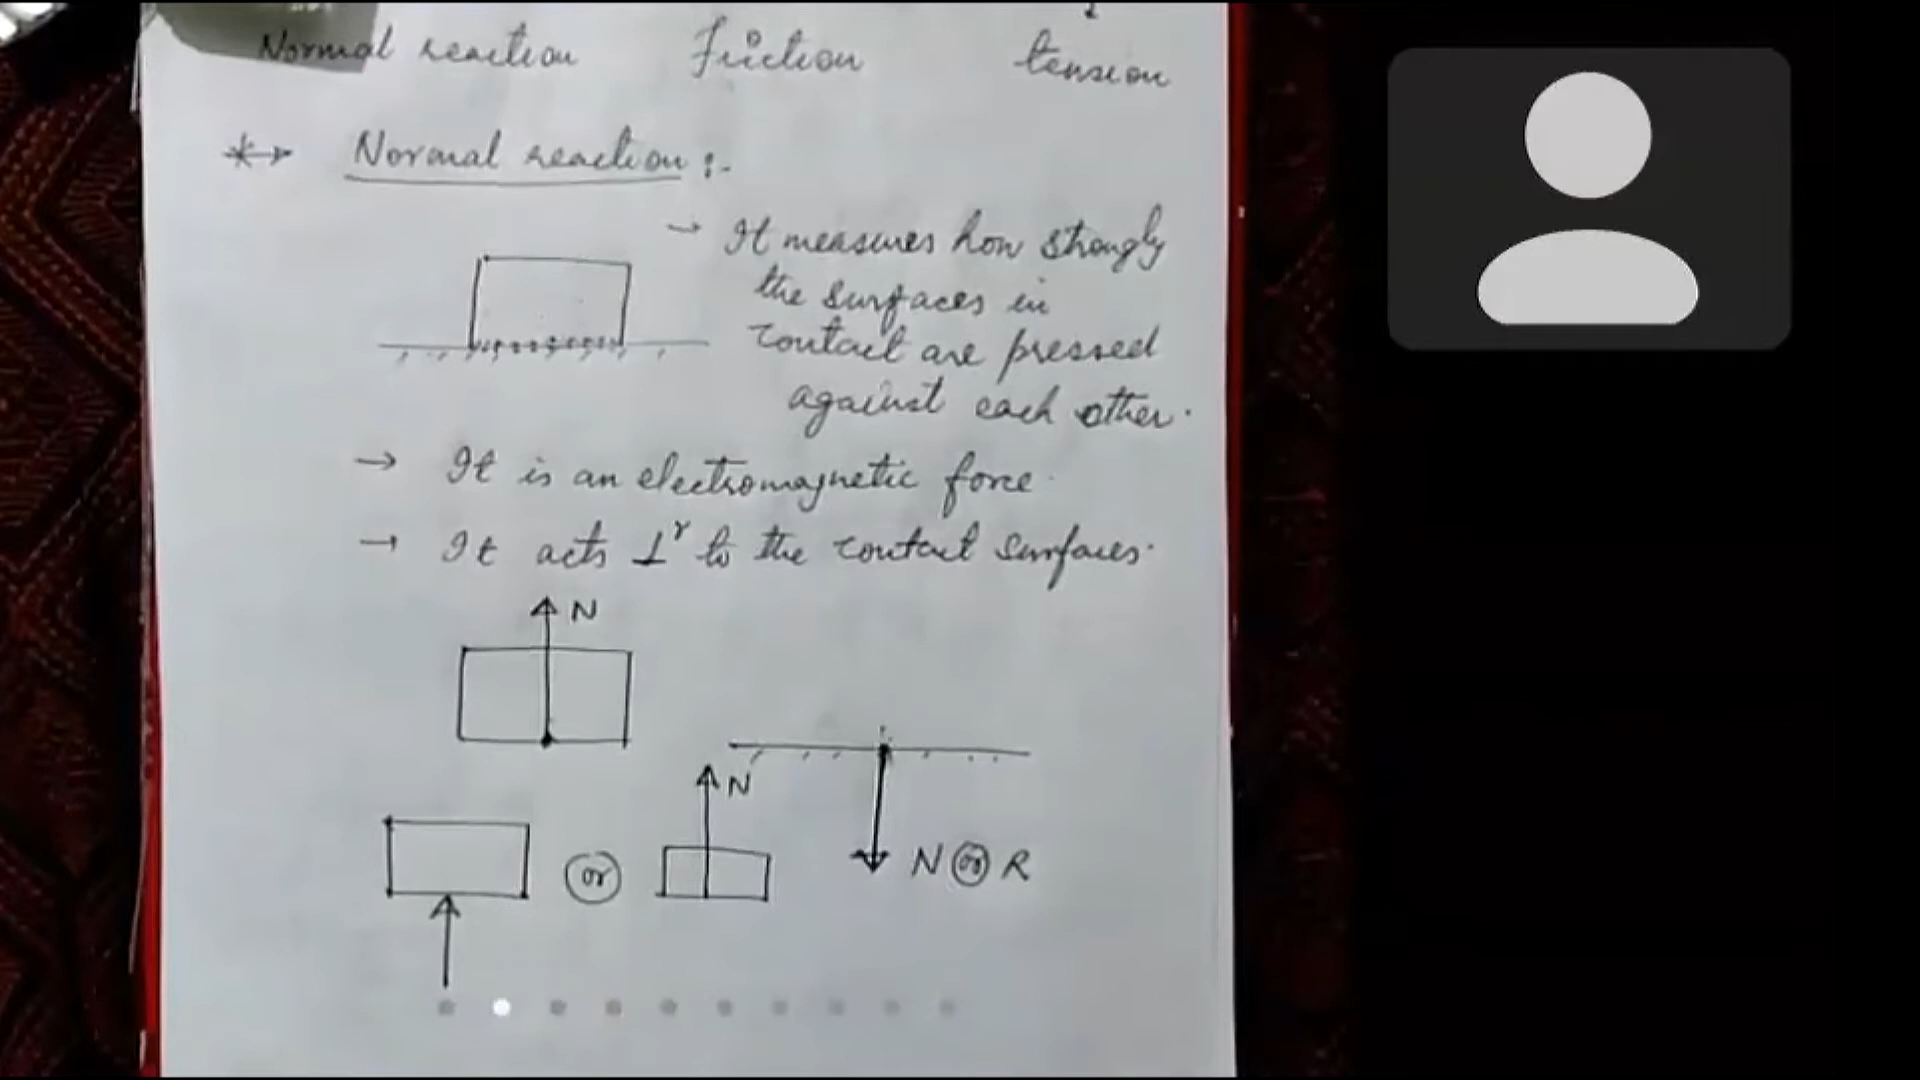 Normal reaction Friction tension
Normal reaction :-
→ It measures how strongly
the surfaces in
contact are pressed
against each other.
→ It is an electromagnetic force.
→ It acts ⊥r to the contact surfaces.
N
N
or
N or R